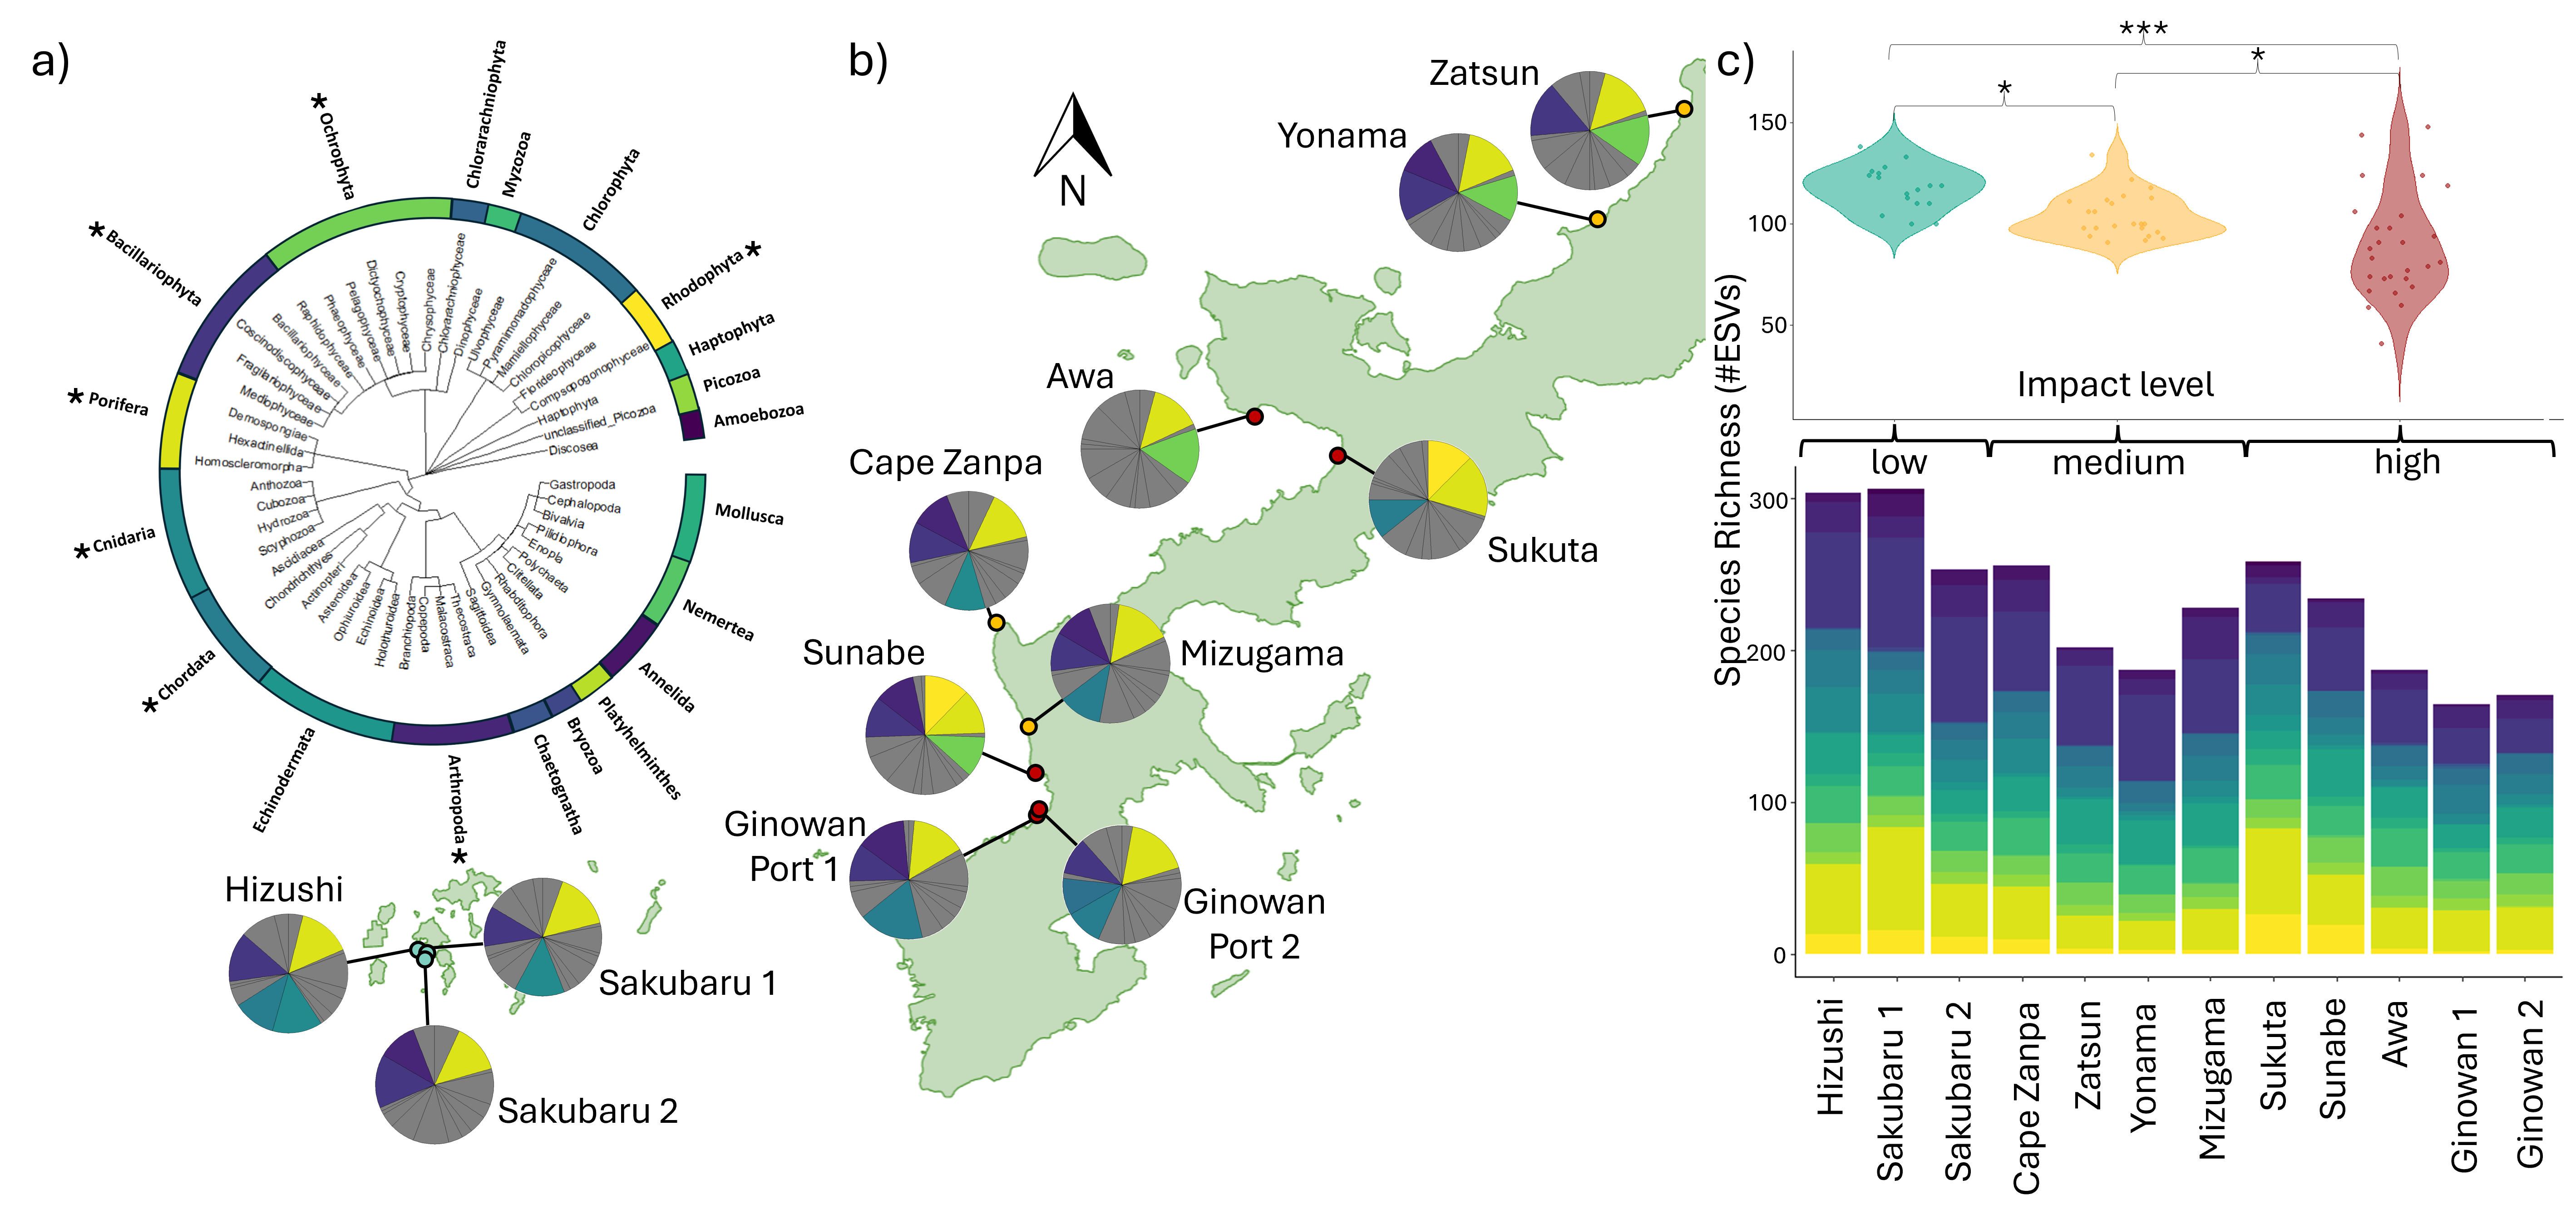 a)
* Ochrophyta
Chlorarachniophyta
Myzozoa
Chlorophyta
Rhodophyta *
Haptophyta
Picozoa
Amoebozoa
* Bacillariophyta
* Porifera
* Cnidaria
* Chordata
Echinodermata
Arthropoda *
Chaetognatha
Bryozoa
Platyhelminthes
Annelida
Nemertea
Mollusca
Coscinodiscophyceae
Fragilariophyceae
Mediophyceae
Bacillariophyceae
Raphidophyceae
Phaeophyceae
Pelagophyceae
Dictyochophyceae
Cryptophyceae
Chrysophyceae
Chlorarachniophyceae
Dinophyceae
Ulvophyceae
Pyramimonadophyceae
Mamiellophyceae
Chloropicophyceae
Florideophyceae
Compsopogonophyceae
Haptophyta
unclassified_Picozoa
Discosea
Demospongiae
Hexactinellida
Homoscleromorpha
Anthozoa
Cubozoa
Hydrozoa
Scyphozoa
Ascidiacea
Chondrichthyes
Actinopteri
Asteroidea
Ophiuroidea
Echinoidea
Holothuroidea
Branchiopoda
Copepoda
Malacostraca
Thecostraca
Sagittoidea
Gymnolaemata
Rhabditophora
Clitellata
Polychaeta
Enopla
Pilidiophora
Bivalvia
Cephalopoda
Gastropoda
b)
N
Zatsun
Yonama
Awa
Cape Zanpa
Sukuta
Sunabe
Mizugama
Ginowan
Port 1
Ginowan
Port 2
Hizushi
Sakubaru 1
Sakubaru 2
c)
***
*
*
150
100
50
Impact level
low
medium
high
Species Richness (#ESVs)
300
200
100
0
Hizushi
Sakubaru 1
Sakubaru 2
Cape Zanpa
Zatsun
Yonama
Mizugama
Sukuta
Sunabe
Awa
Ginowan 1
Ginowan 2